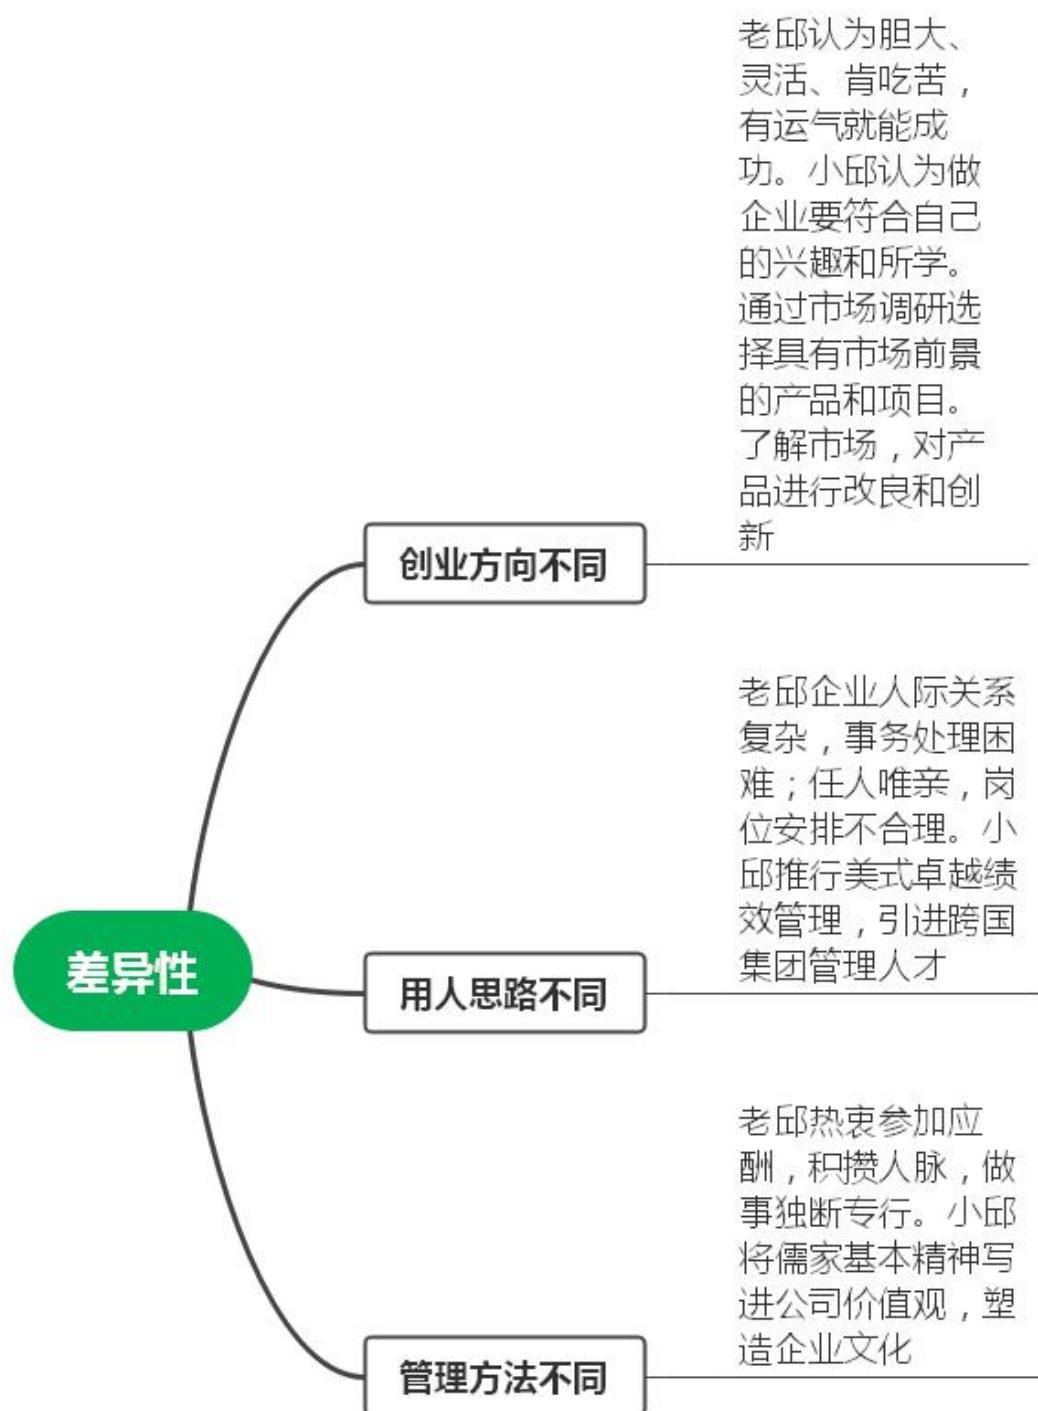 老邱认为胆大、
灵活、肯吃苦，
有运气就能成
功。小邱认为做
企业要符合自己
的兴趣和所学。
通过市场调研选
择具有市场前景
的产品和项目。
了解市场，对产
品进行改良和创
新
创业方向不同
老邱企业人际关系
复杂，事务处理困
难；任人唯亲，岗
位安排不合理。小
邱推行美式卓越绩
效管理，引进跨国
集团管理人才
差异性
用人思路不同
老邱热衷参加应
酬，积攒人脉，做
事独断专行。小邱
将儒家基本精神写
进公司价值观，塑
造企业文化
管理方法不同